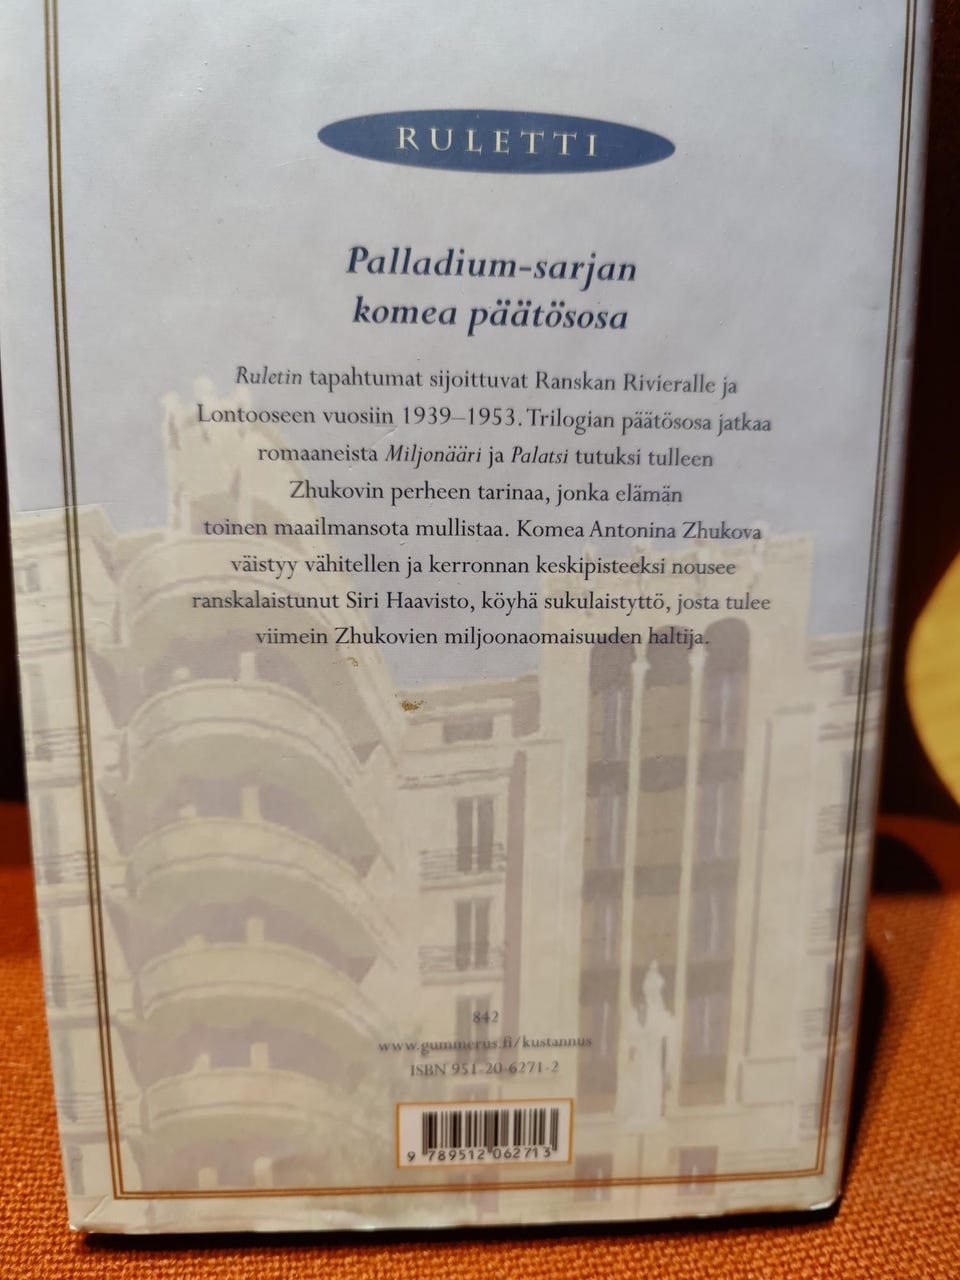 RULETTI
Palladium-sarjan
komea päätösosa
Ruletin tapahtumat sijoittuvat Ranskan Rivieralle ja
Lontooseen vuosiin 1939–1953. Trilogian päätösosa jatkaa
romaaneista Miljonääri ja Palatsi tutuksi tulleen
Zhukovin perheen tarinaa, jonka elämän
toinen maailmansota mullistaa. Komea Antonina Zhukova
väistyy vähitellen ja kerronnan keskipisteeksi nousee
ranskalaistunut Siri Haavisto, köyhä sukulaistyttö, josta tulee
viimein Zhukovien miljoonaomaisuuden haltija.
842
www.gummerus.fi/kustannus
ISBN 951-20-6271-2
9 789512 062713